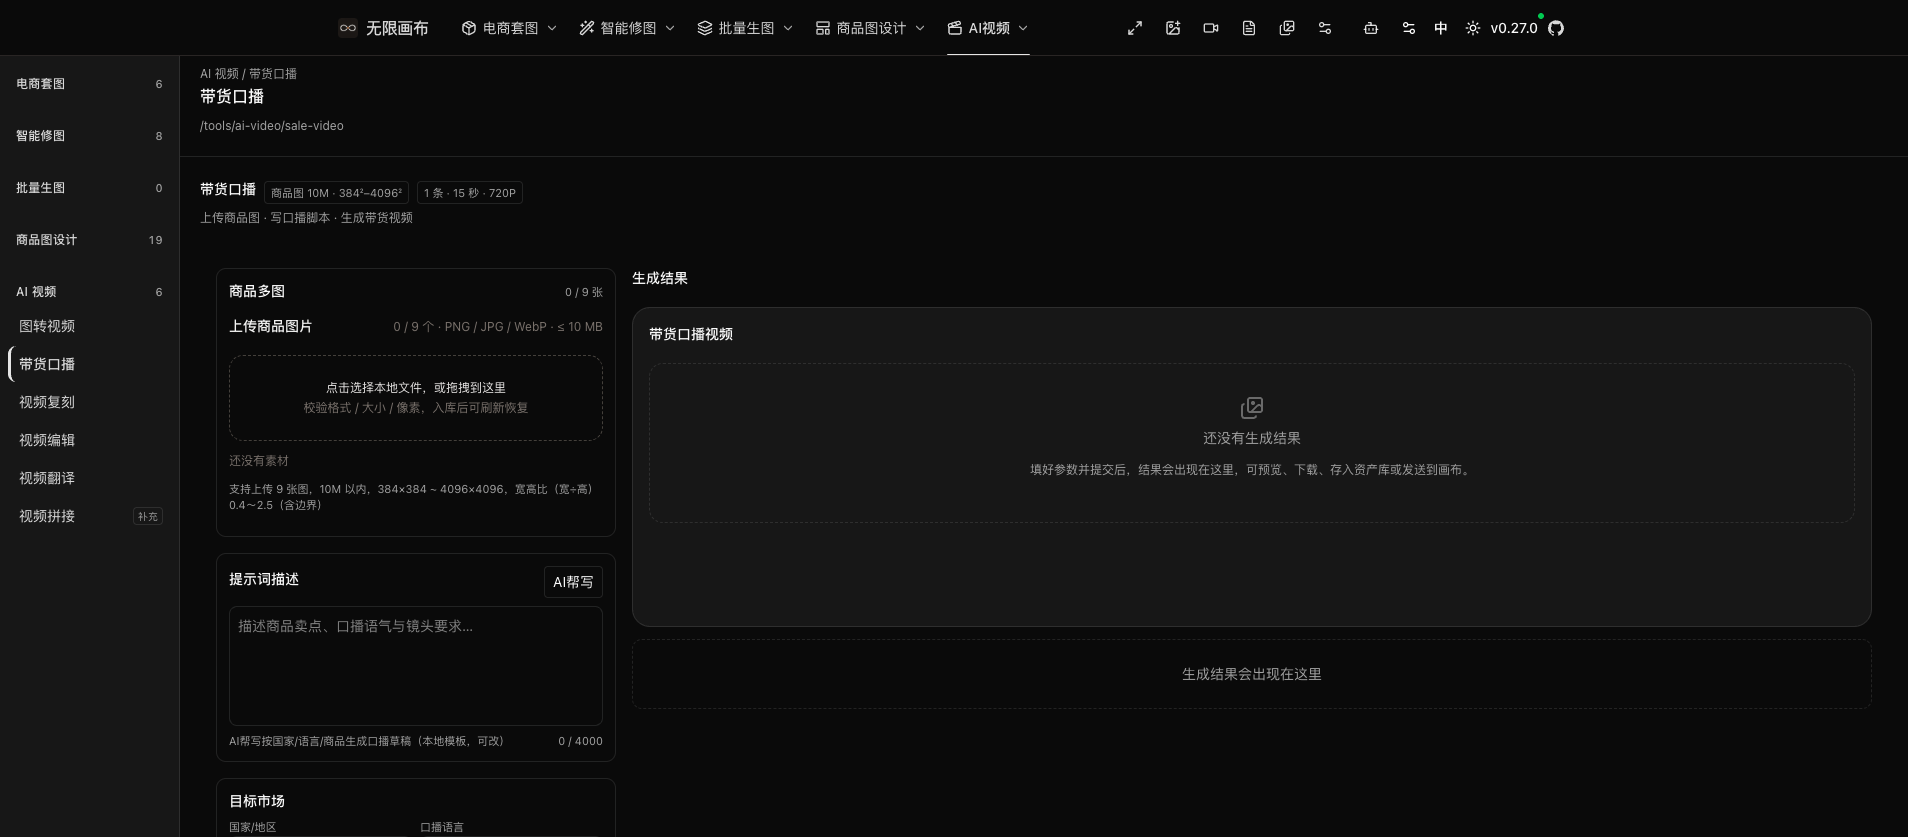 无限画布
电商套图
智能修图
批量生图
商品图设计
AI视频
中
v0.27.0
电商套图 6
智能修图 8
批量生图 0
商品图设计 19
AI 视频 6
图转视频
带货口播
视频复刻
视频编辑
视频翻译
视频拼接 补充
AI 视频 / 带货口播
带货口播
/tools/ai-video/sale-video
带货口播 商品图 10M · 384²–4096² 1 条 · 15 秒 · 720P
上传商品图 · 写口播脚本 · 生成带货视频
商品多图 0 / 9 张
上传商品图片 0 / 9 个 · PNG / JPG / WebP · ≤ 10 MB
点击选择本地文件，或拖拽到这里
校验格式 / 大小 / 像素，入库后可刷新恢复
还没有素材
支持上传 9 张图，10M 以内，384×384 ~ 4096×4096，宽高比（宽÷高）
0.4～2.5（含边界）
提示词描述 AI帮写
描述商品卖点、口播语气与镜头要求...
AI帮写按国家/语言/商品生成口播草稿（本地模板，可改） 0 / 4000
目标市场
国家/地区 口播语言
生成结果
带货口播视频
还没有生成结果
填好参数并提交后，结果会出现在这里，可预览、下载、存入资产库或发送到画布。
生成结果会出现在这里